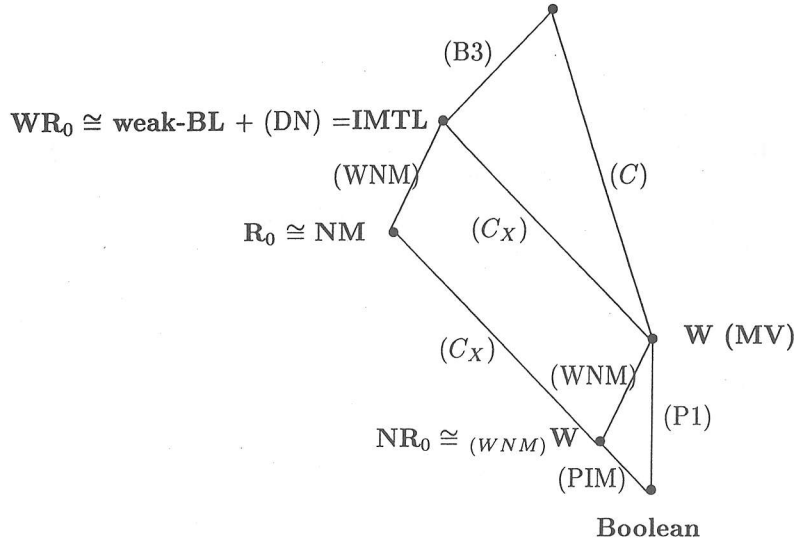 (B3)
WR₀ ≅ weak-BL + (DN) =IMTL
(WNM)
(C)
R₀ ≅ NM
(C_X)
W (MV)
(C_X)
(WNM)
(P1)
NR₀ ≅ ₍WNM₎ W
(PIM)
Boolean